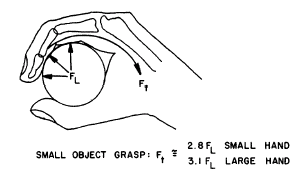 F_L
F_t
SMALL OBJECT GRASP: F_t ≅ 2.8 F_L SMALL HAND
3.1 F_L LARGE HAND